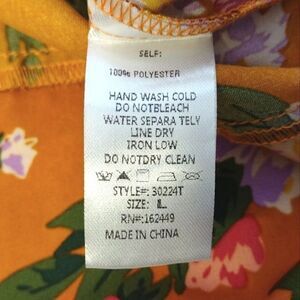 SELF:
100% POLYESTER
HAND WASH COLD
DO NOTBLEACH
WATER SEPARA TELY
LINE DRY
IRON LOW
DO NOTDRY CLEAN
STYLE#: 30224T
SIZE: L
RN#:162449
MADE IN CHINA